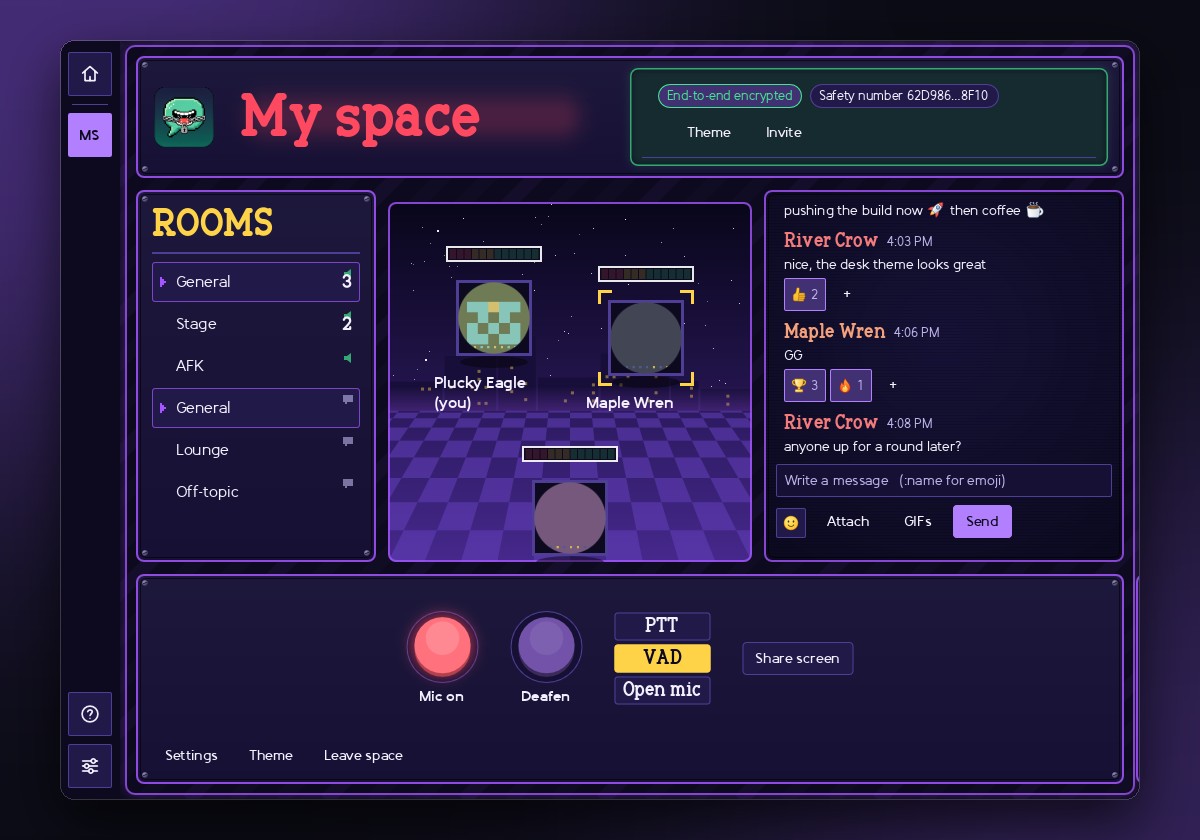 MS
My space
End-to-end encrypted
Safety number 62D986...8F10
Theme
Invite
ROOMS
General
3
Stage
2
AFK
General
Lounge
Off-topic
Plucky Eagle
(you)
Maple Wren
pushing the build now 🚀 then coffee ☕
River Crow 4:03 PM
nice, the desk theme looks great
👍 2 +
Maple Wren 4:06 PM
GG
🏆 3 🔥 1 +
River Crow 4:08 PM
anyone up for a round later?
Write a message (:name for emoji)
🙂 Attach GIFs Send
Mic on
Deafen
PTT
VAD
Open mic
Share screen
Settings
Theme
Leave space